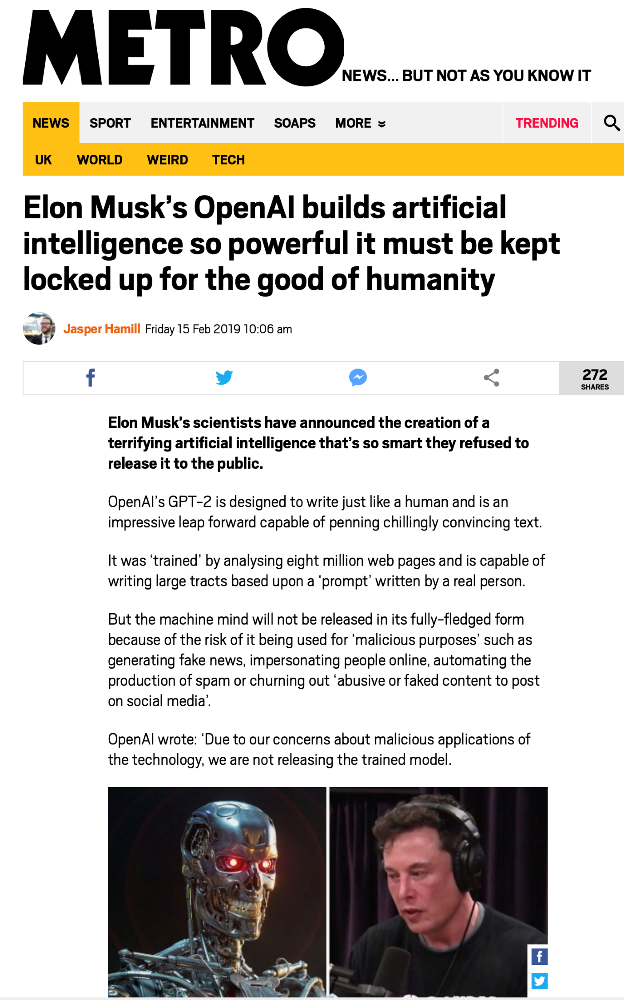 METRO
NEWS... BUT NOT AS YOU KNOW IT
NEWS SPORT ENTERTAINMENT SOAPS MORE TRENDING
UK WORLD WEIRD TECH
Elon Musk’s OpenAI builds artificial
intelligence so powerful it must be kept
locked up for the good of humanity
Jasper Hamill Friday 15 Feb 2019 10:06 am
272
SHARES
Elon Musk’s scientists have announced the creation of a
terrifying artificial intelligence that’s so smart they refused to
release it to the public.
OpenAI’s GPT-2 is designed to write just like a human and is an
impressive leap forward capable of penning chillingly convincing text.
It was ‘trained’ by analysing eight million web pages and is capable of
writing large tracts based upon a ‘prompt’ written by a real person.
But the machine mind will not be released in its fully-fledged form
because of the risk of it being used for ‘malicious purposes’ such as
generating fake news, impersonating people online, automating the
production of spam or churning out ‘abusive or faked content to post
on social media’.
OpenAI wrote: ‘Due to our concerns about malicious applications of
the technology, we are not releasing the trained model.